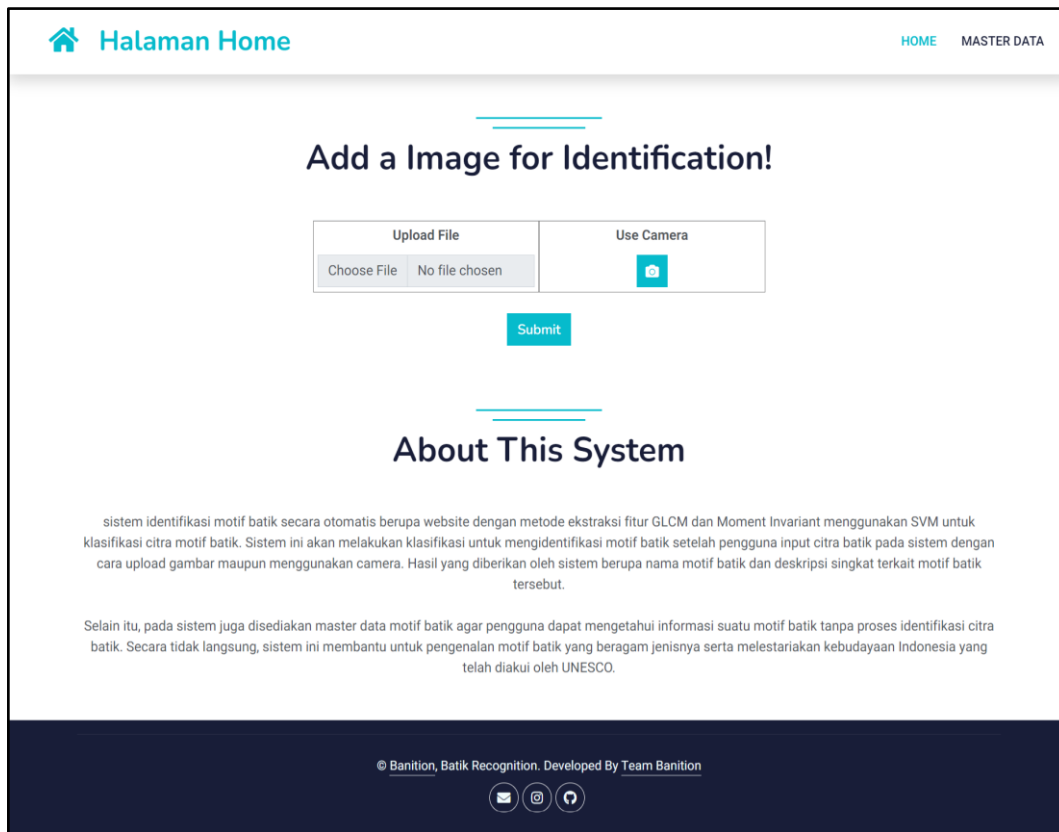 Halaman Home
HOME MASTER DATA
Add a Image for Identification!
Upload File
Use Camera
Choose File No file chosen
Submit
About This System
sistem identifikasi motif batik secara otomatis berupa website dengan metode ekstraksi fitur GLCM dan Moment Invariant menggunakan SVM untuk
klasifikasi citra motif batik. Sistem ini akan melakukan klasifikasi untuk mengidentifikasi motif batik setelah pengguna input citra batik pada sistem dengan
cara upload gambar maupun menggunakan camera. Hasil yang diberikan oleh sistem berupa nama motif batik dan deskripsi singkat terkait motif batik
tersebut.
Selain itu, pada sistem juga disediakan master data motif batik agar pengguna dapat mengetahui informasi suatu motif batik tanpa proses identifikasi citra
batik. Secara tidak langsung, sistem ini membantu untuk pengenalan motif batik yang beragam jenisnya serta melestariakan kebudayaan Indonesia yang
telah diakui oleh UNESCO.
© Banition, Batik Recognition. Developed By Team Banition